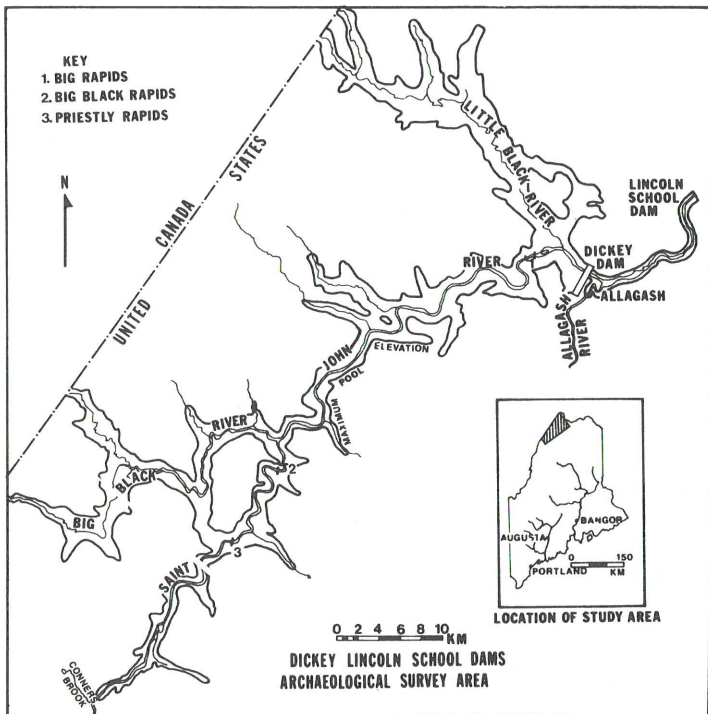 KEY
1. BIG RAPIDS
2. BIG BLACK RAPIDS
3. PRIESTLY RAPIDS
N
UNITED STATES
CANADA
LITTLE BLACK RIVER
LINCOLN
SCHOOL
DAM
DICKEY
DAM
ALLAGASH
ALLAGASH
RIVER
SAINT JOHN RIVER
MAXIMUM POOL ELEVATION
BIG BLACK RIVER
2
3
CONNERS
BROOK
AUGUSTA
BANGOR
PORTLAND
0 150
KM
LOCATION OF STUDY AREA
0 2 4 6 8 10
KM
DICKEY LINCOLN SCHOOL DAMS
ARCHAEOLOGICAL SURVEY AREA